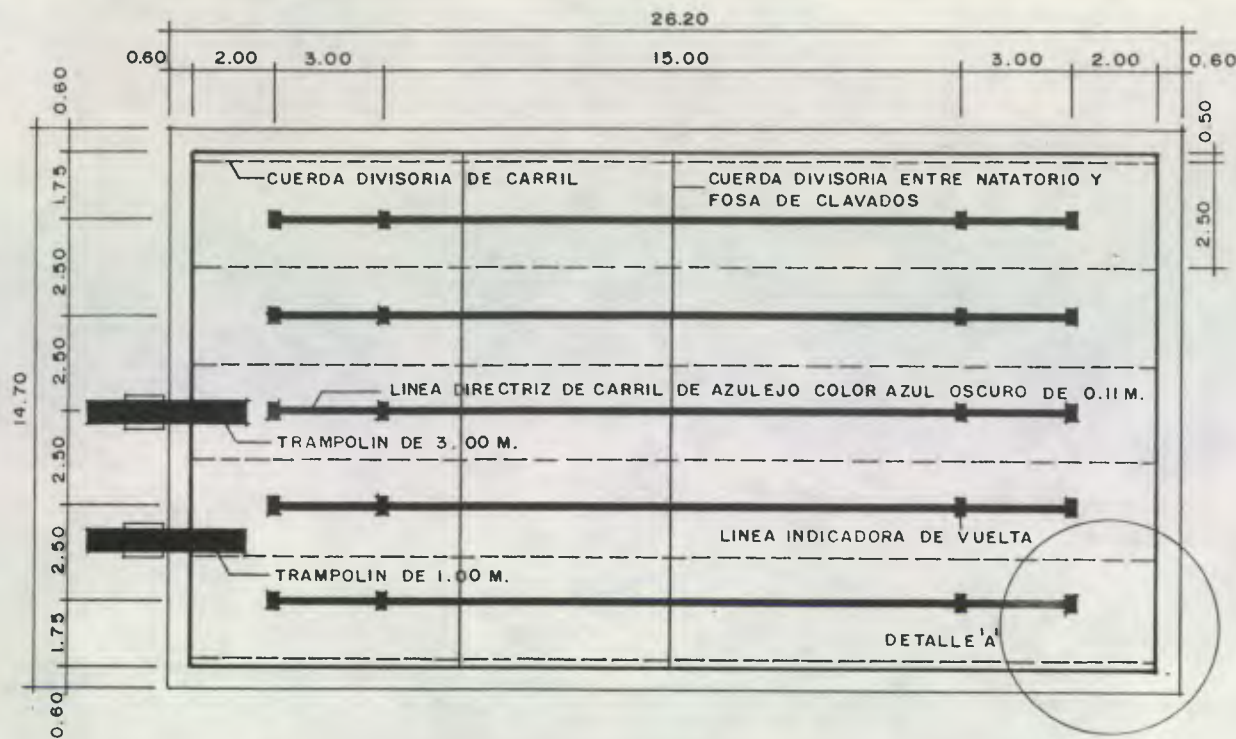 26.20
0.60 2.00 3.00 15.00 3.00 2.00 0.60
0.60
0.50
1.75
CUERDA DIVISORIA DE CARRIL
CUERDA DIVISORIA ENTRE NATATORIO Y
FOSA DE CLAVADOS
2.50
2.50
2.50
14.70
LINEA DIRECTRIZ DE CARRIL DE AZULEJO COLOR AZUL OSCURO DE 0.11 M.
TRAMPOLIN DE 3.00 M.
2.50
LINEA INDICADORA DE VUELTA
2.50
TRAMPOLIN DE 1.00 M.
1.75
DETALLE 'A'
0.60